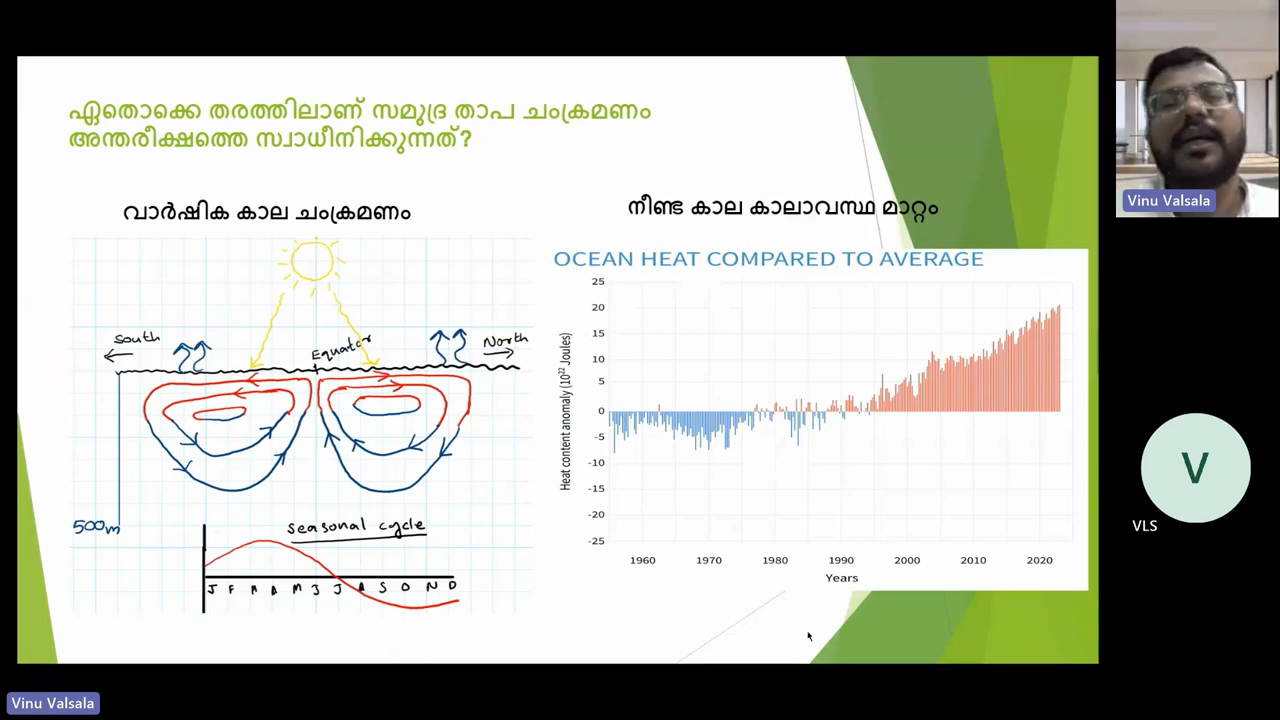 ഏതൊക്കെ തരത്തിലാണ് സമുദ്ര താപ ചംക്രമണം
അന്തരീക്ഷത്തെ സ്വാധീനിക്കുന്നത്?
വാർഷിക കാല ചംക്രമണം
South
Equator
North
500m
seasonal cycle
J F M A M J J A S O N D
നീണ്ട കാല കാലാവസ്ഥ മാറ്റം
OCEAN HEAT COMPARED TO AVERAGE
Heat content anomaly (10²² Joules)
25
20
15
10
5
0
-5
-10
-15
-20
-25
1960 1970 1980 1990 2000 2010 2020
Years
Vinu Valsala
V
VLS
Vinu Valsala